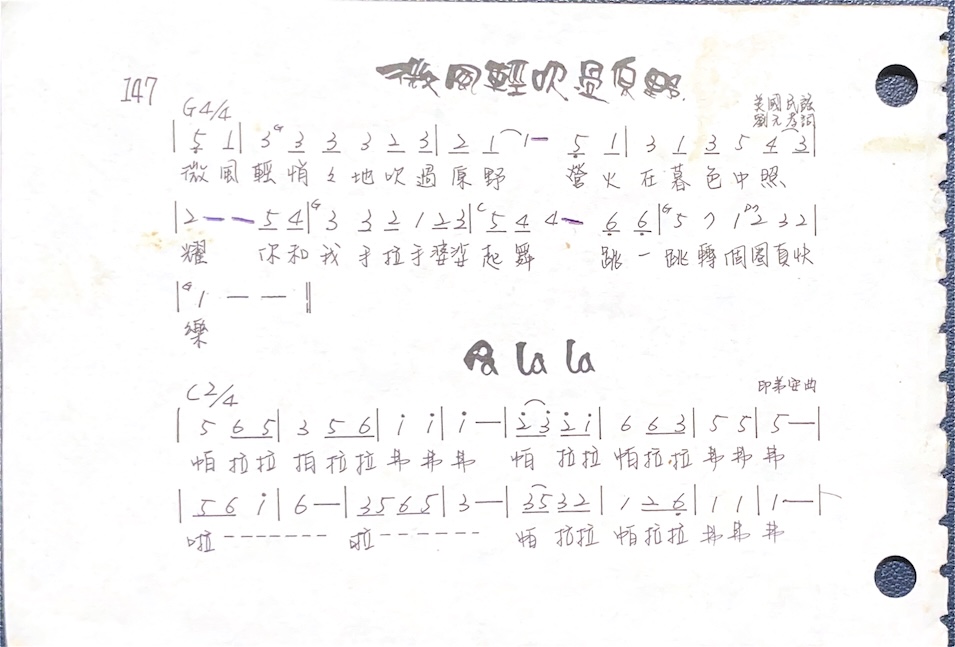 微風輕吹過原野
147
美國民謠
G 4/4
劉元孝詞
| 5 1 | 3 G 3 3 3 2 3 | 2 1 1 — 5 1 | 3 1 3 5 4 3 |
微風輕悄々地吹過原野 螢火在暮色中照
| 2 — — 5 4 | G 3 3 2 1 2 3 | C 5 4 4 — 6 6 | G 5 7 1 D7 2 3 2 |
耀 你和我手拉手婆娑起舞 跳一跳轉個圈真快
| G 1 — — ‖
樂
Pa La La
C 2/4
| 5 6 5 | 3 5 6 | i i | i — | 2 3 2 i | 6 6 3 | 5 5 | 5 — |
帕拉拉 拍拉拉 弗弗弗 帕拉拉 帕拉拉 弗弗弗
| 5 6 i | 6 — | 3 5 6 5 | 3 — | 3 5 3 2 | 1 2 6 | 1 1 | 1 — |
啦 - - - - - - - 啦 - - - - - - 帕拉拉 帕拉拉 弗弗弗